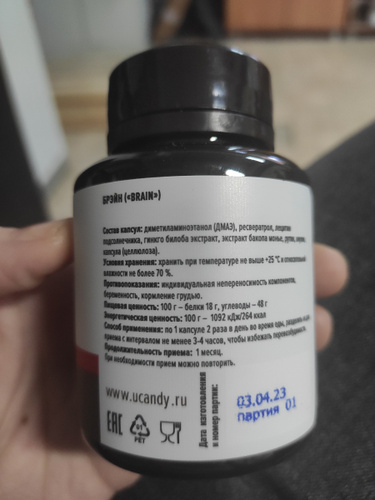 БРЭЙН («BRAIN»)
Состав капсул: диметиламиноэтанол (ДМАЭ), ресвератрол, лецитин
подсолнечника, гинкго билоба экстракт, экстракт бакопа монье, рутин,
капсула (целлюлоза).
Условия хранения: хранить при температуре не выше +25 °С и относительной
влажности не более 70 %.
Противопоказания: индивидуальная непереносимость компонентов,
беременность, кормление грудью.
Пищевая ценность: 100 г – белки 18 г, углеводы – 48 г
Энергетическая ценность: 100 г – 1092 кДж/264 ккал
Способ применения: по 1 капсуле 2 раза в день во время еды,
приема с интервалом не менее 3-4 часов, чтобы избежать
Продолжительность приема: 1 месяц.
При необходимости прием можно повторить.
www.ucandy.ru
EAC
61
PET
Дата изготовления
и номер партии:
03.04.23
партия 01